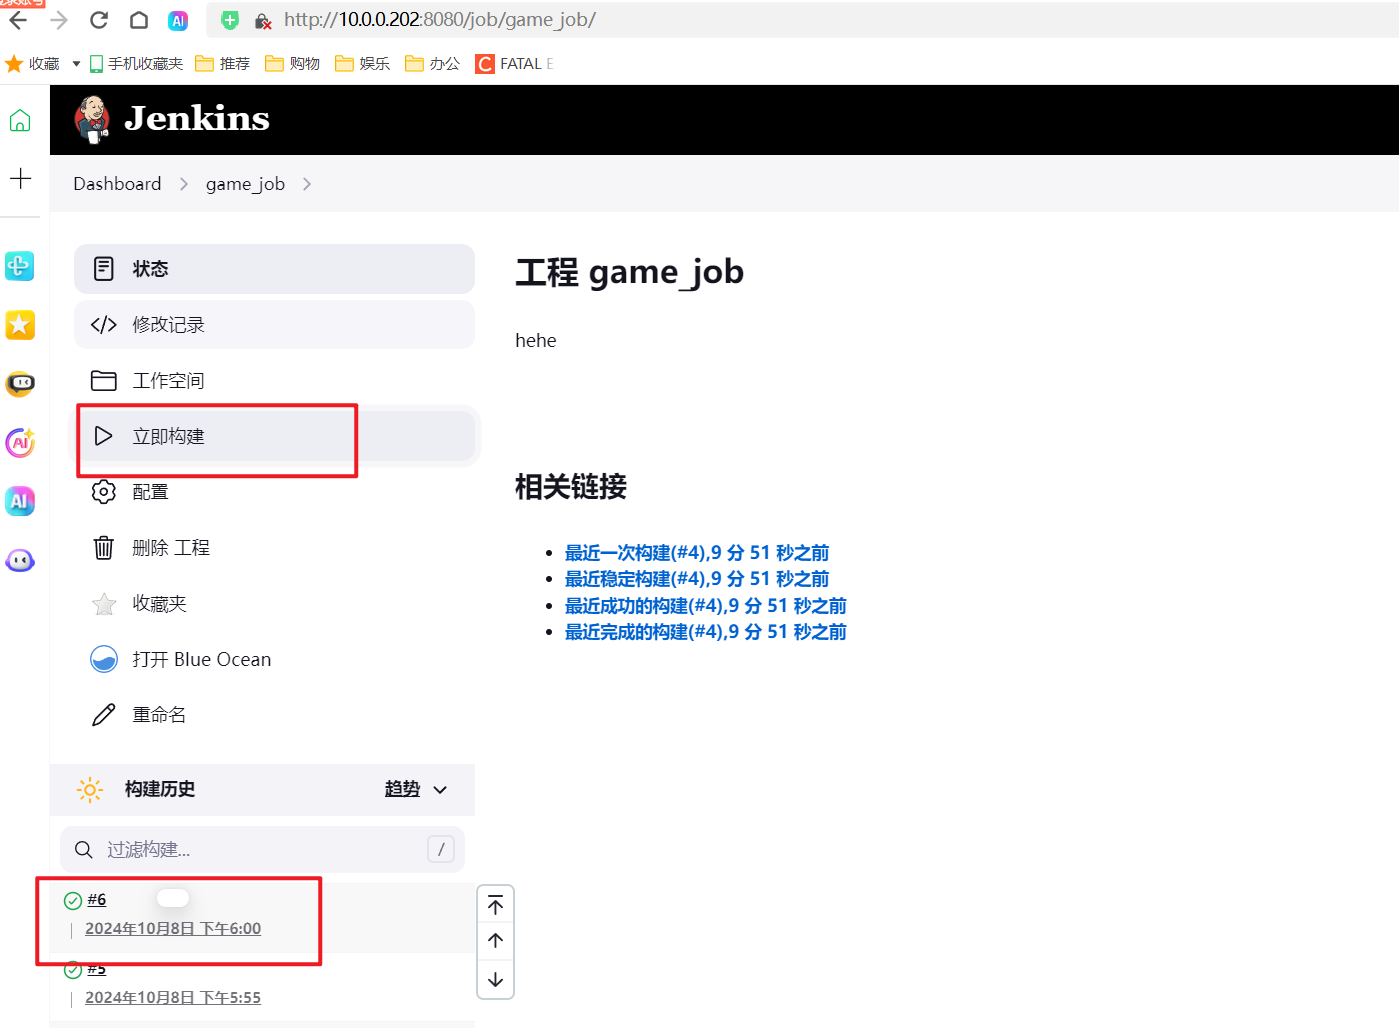 http://10.0.0.202:8080/job/game_job/
收藏 手机收藏夹 推荐 购物 娱乐 办公 FATAL E
Jenkins
Dashboard game_job
状态
修改记录
工作空间
立即构建
配置
删除 工程
收藏夹
打开 Blue Ocean
重命名
构建历史 趋势
过滤构建... /
#6
2024年10月8日 下午6:00
#5
2024年10月8日 下午5:55
工程 game_job
hehe
相关链接
最近一次构建(#4),9 分 51 秒之前
最近稳定构建(#4),9 分 51 秒之前
最近成功的构建(#4),9 分 51 秒之前
最近完成的构建(#4),9 分 51 秒之前